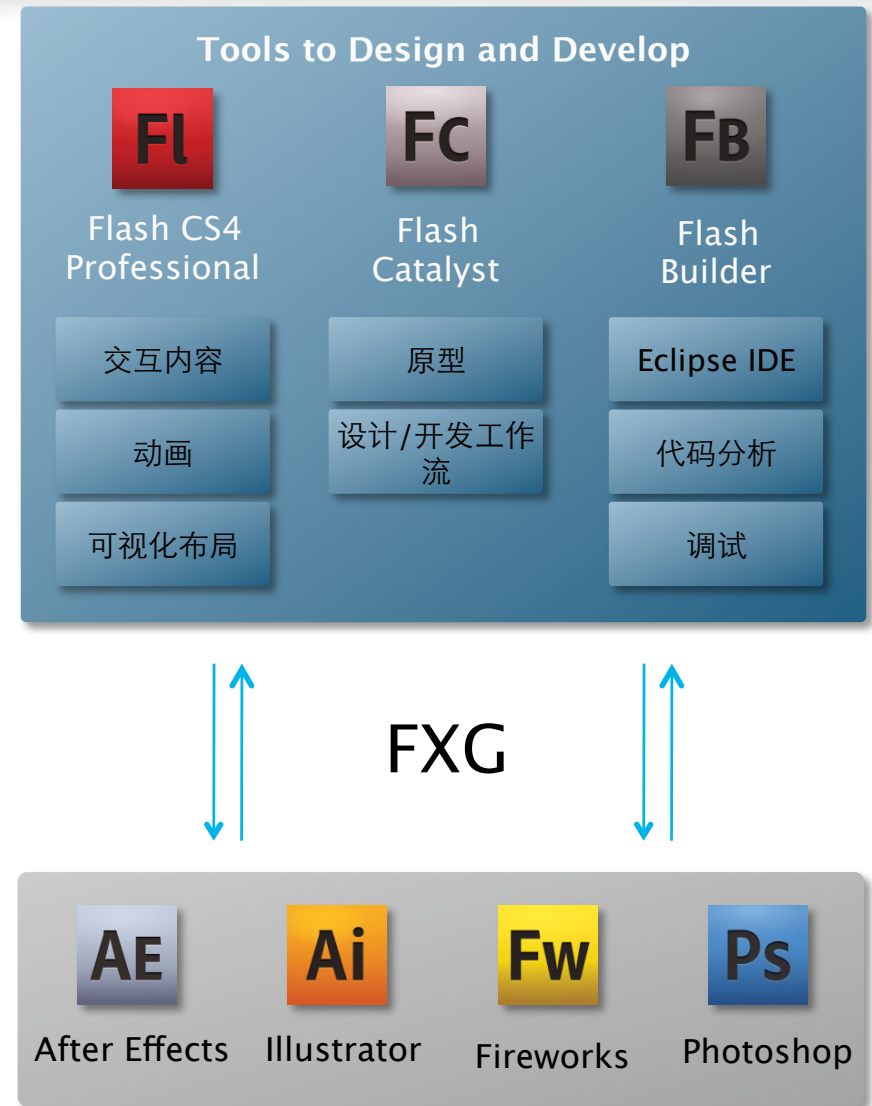 Tools to Design and Develop
Fl
Fc
FB
Flash CS4
Professional
Flash
Catalyst
Flash
Builder
交互内容
原型
Eclipse IDE
动画
设计/开发工作
流
代码分析
可视化布局
调试
FXG
AE
Ai
Fw
Ps
After Effects
Illustrator
Fireworks
Photoshop